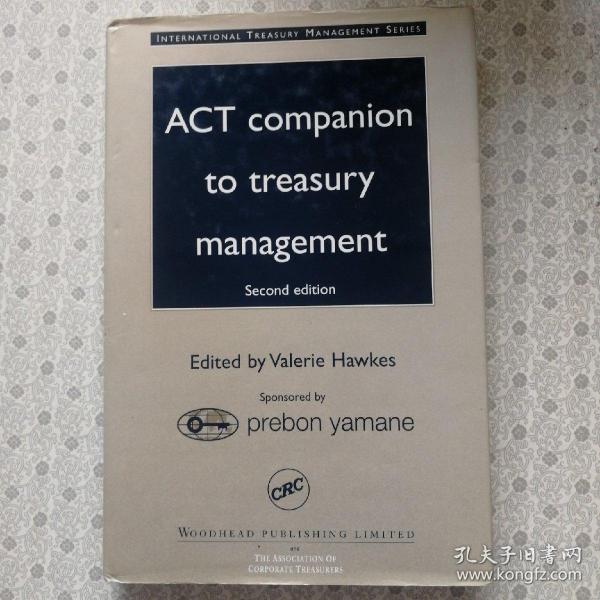 INTERNATIONAL TREASURY MANAGEMENT SERIES
ACT companion
to treasury
management
Second edition
Edited by Valerie Hawkes
Sponsored by
prebon yamane
CRC
WOODHEAD PUBLISHING LIMITED
and
THE ASSOCIATION OF
CORPORATE TREASURERS
孔夫子旧书网
www.kongfz.com